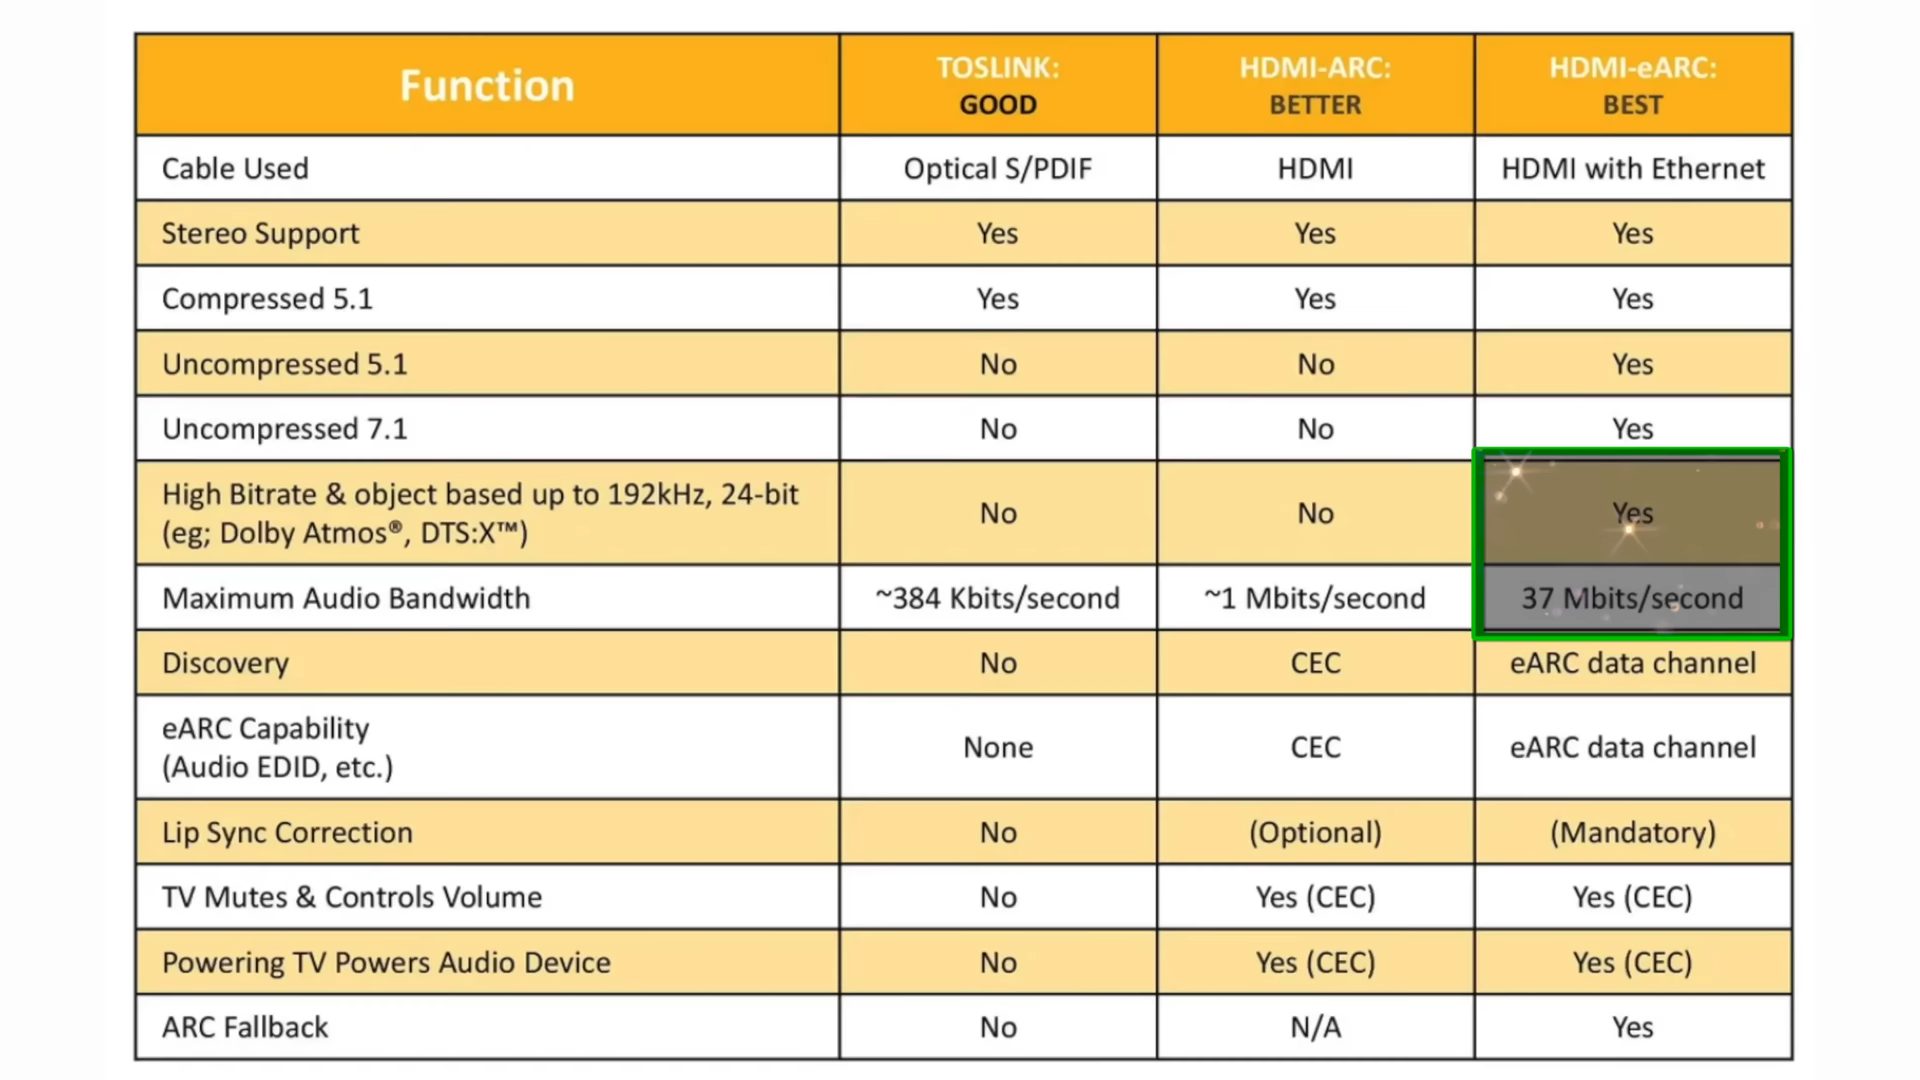 Function
TOSLINK:
GOOD
HDMI-ARC:
BETTER
HDMI-eARC:
BEST
Cable Used Optical S/PDIF HDMI HDMI with Ethernet
Stereo Support Yes Yes Yes
Compressed 5.1 Yes Yes Yes
Uncompressed 5.1 No No Yes
Uncompressed 7.1 No No Yes
High Bitrate & object based up to 192kHz, 24-bit
(eg; Dolby Atmos®, DTS:X™)
No No Yes
Maximum Audio Bandwidth ~384 Kbits/second ~1 Mbits/second 37 Mbits/second
Discovery No CEC eARC data channel
eARC Capability
(Audio EDID, etc.)
None CEC eARC data channel
Lip Sync Correction No (Optional) (Mandatory)
TV Mutes & Controls Volume No Yes (CEC) Yes (CEC)
Powering TV Powers Audio Device No Yes (CEC) Yes (CEC)
ARC Fallback No N/A Yes